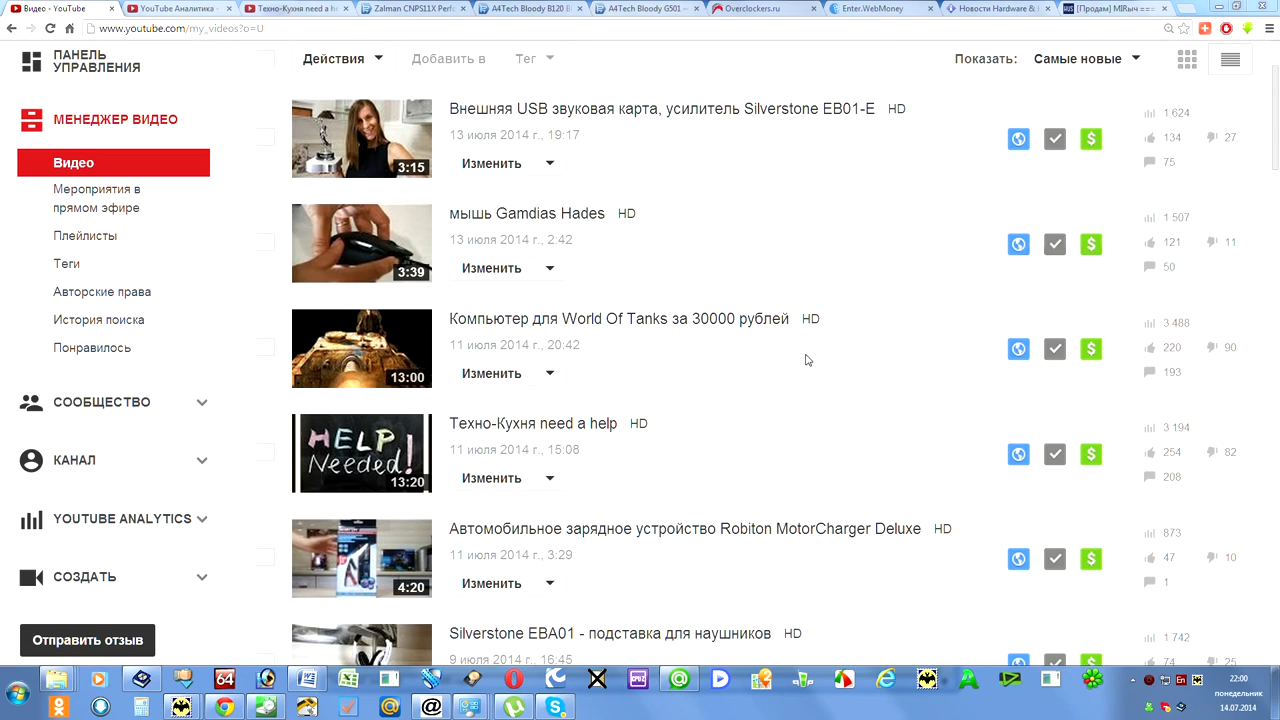 Видео - YouTube
YouTube Аналитика -
Техно-Кухня need a he
Zalman CNPS11X Perf
A4Tech Bloody B120 Bl
A4Tech Bloody G501 —
Overclockers.ru
Enter.WebMoney
Новости Hardware & I
[Продам] MIRыч ===
www.youtube.com/my_videos?o=U
ПАНЕЛЬ
УПРАВЛЕНИЯ
Действия
Добавить в
Тег
Показать:
Самые новые
МЕНЕДЖЕР ВИДЕО
Видео
Мероприятия в
прямом эфире
Плейлисты
Теги
Авторские права
История поиска
Понравилось
СООБЩЕСТВО
КАНАЛ
YOUTUBE ANALYTICS
СОЗДАТЬ
Отправить отзыв
Внешняя USB звуковая карта, усилитель Silverstone EB01-E HD
13 июля 2014 г., 19:17
Изменить
3:15
1 624
134
27
75
мышь Gamdias Hades HD
13 июля 2014 г., 2:42
Изменить
3:39
1 507
121
11
50
Компьютер для World Of Tanks за 30000 рублей HD
11 июля 2014 г., 20:42
Изменить
13:00
3 488
220
90
193
Техно-Кухня need a help HD
11 июля 2014 г., 15:08
Изменить
HELP
Needed!
13:20
3 194
254
82
208
Автомобильное зарядное устройство Robiton MotorCharger Deluxe HD
11 июля 2014 г., 3:29
Изменить
4:20
873
47
10
1
Silverstone EBA01 - подставка для наушников HD
9 июля 2014 г., 16:45
1 742
74
25
64
En
22:00
понедельник
14.07.2014